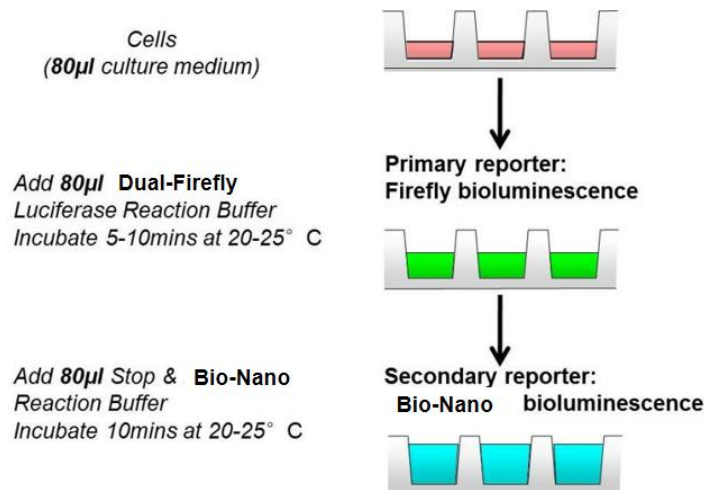 Cells
(80µl culture medium)
Add 80µl Dual-Firefly
Luciferase Reaction Buffer
Incubate 5-10mins at 20-25° C
Primary reporter:
Firefly bioluminescence
Add 80µl Stop & Bio-Nano
Reaction Buffer
Incubate 10mins at 20-25° C
Secondary reporter:
Bio-Nano bioluminescence